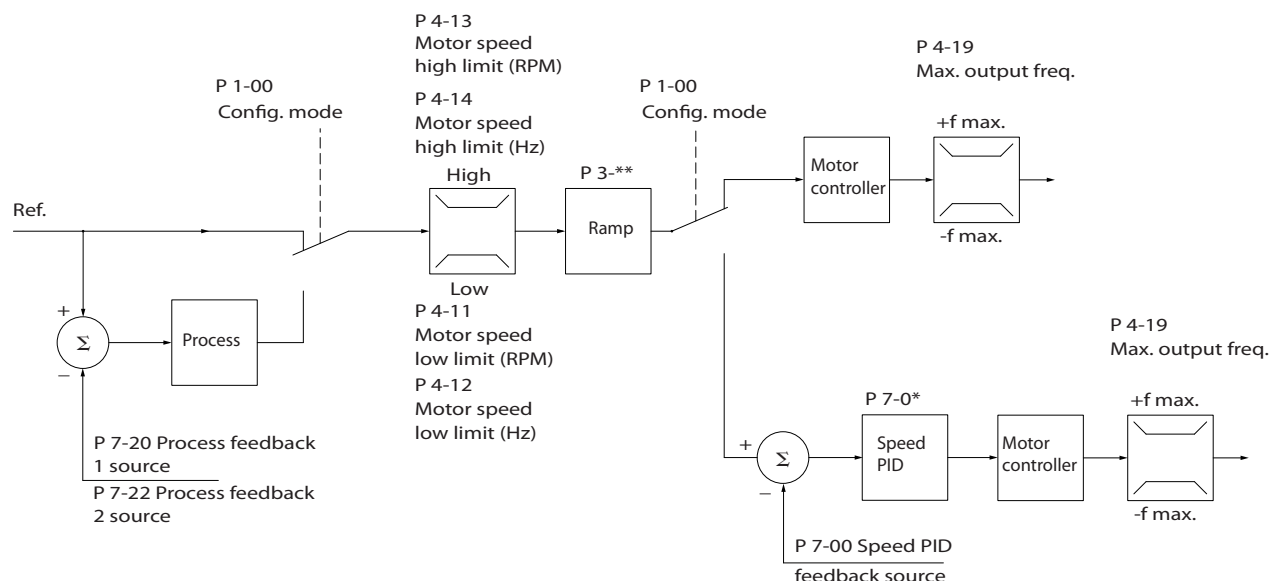 P 4-13
Motor speed
high limit (RPM)
P 4-14
Motor speed
high limit (Hz)
High
P 1-00
Config. mode
P 3-**
Ramp
P 1-00
Config. mode
P 4-19
Max. output freq.
+f max.
Motor
controller
-f max.
Ref.
Low
P 4-11
Motor speed
low limit (RPM)
P 4-12
Motor speed
low limit (Hz)
+
Σ
−
Process
P 7-20 Process feedback
1 source
P 7-22 Process feedback
2 source
P 4-19
Max. output freq.
+f max.
P 7-0*
+
Σ
−
Speed
PID
Motor
controller
-f max.
P 7-00 Speed PID
feedback source